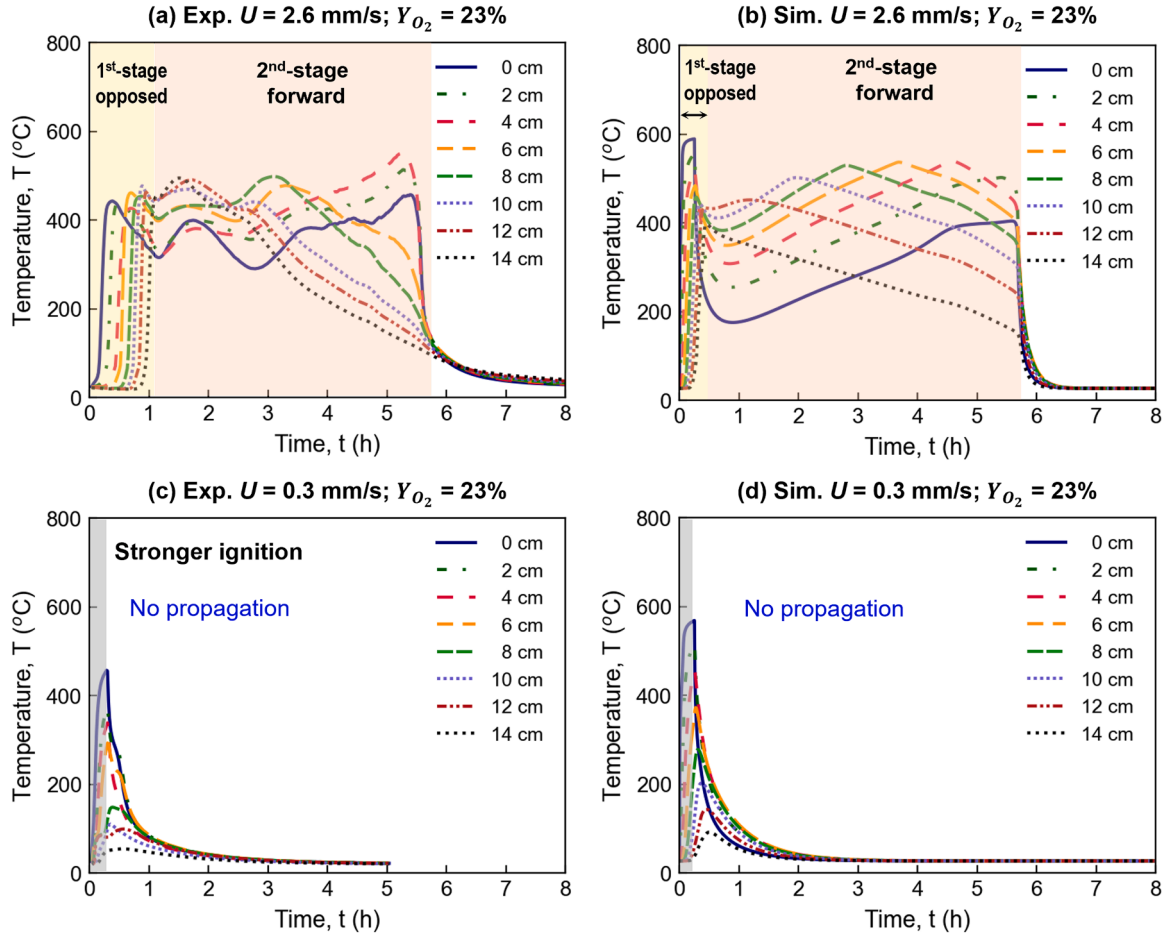 (a) Exp. U = 2.6 mm/s; Y_O₂ = 23%
800
600
400
200
0
Temperature, T (ºC)
1st-stage
opposed
2nd-stage
forward
0 cm
2 cm
4 cm
6 cm
8 cm
10 cm
12 cm
14 cm
0 1 2 3 4 5 6 7 8
Time, t (h)
(b) Sim. U = 2.6 mm/s; Y_O₂ = 23%
800
600
400
200
0
Temperature, T (ºC)
1st-stage
opposed
2nd-stage
forward
0 cm
2 cm
4 cm
6 cm
8 cm
10 cm
12 cm
14 cm
0 1 2 3 4 5 6 7 8
Time, t (h)
(c) Exp. U = 0.3 mm/s; Y_O₂ = 23%
800
600
400
200
0
Temperature, T (ºC)
Stronger ignition
No propagation
0 cm
2 cm
4 cm
6 cm
8 cm
10 cm
12 cm
14 cm
0 1 2 3 4 5 6 7 8
Time, t (h)
(d) Sim. U = 0.3 mm/s; Y_O₂ = 23%
800
600
400
200
0
Temperature, T (ºC)
No propagation
0 cm
2 cm
4 cm
6 cm
8 cm
10 cm
12 cm
14 cm
0 1 2 3 4 5 6 7 8
Time, t (h)